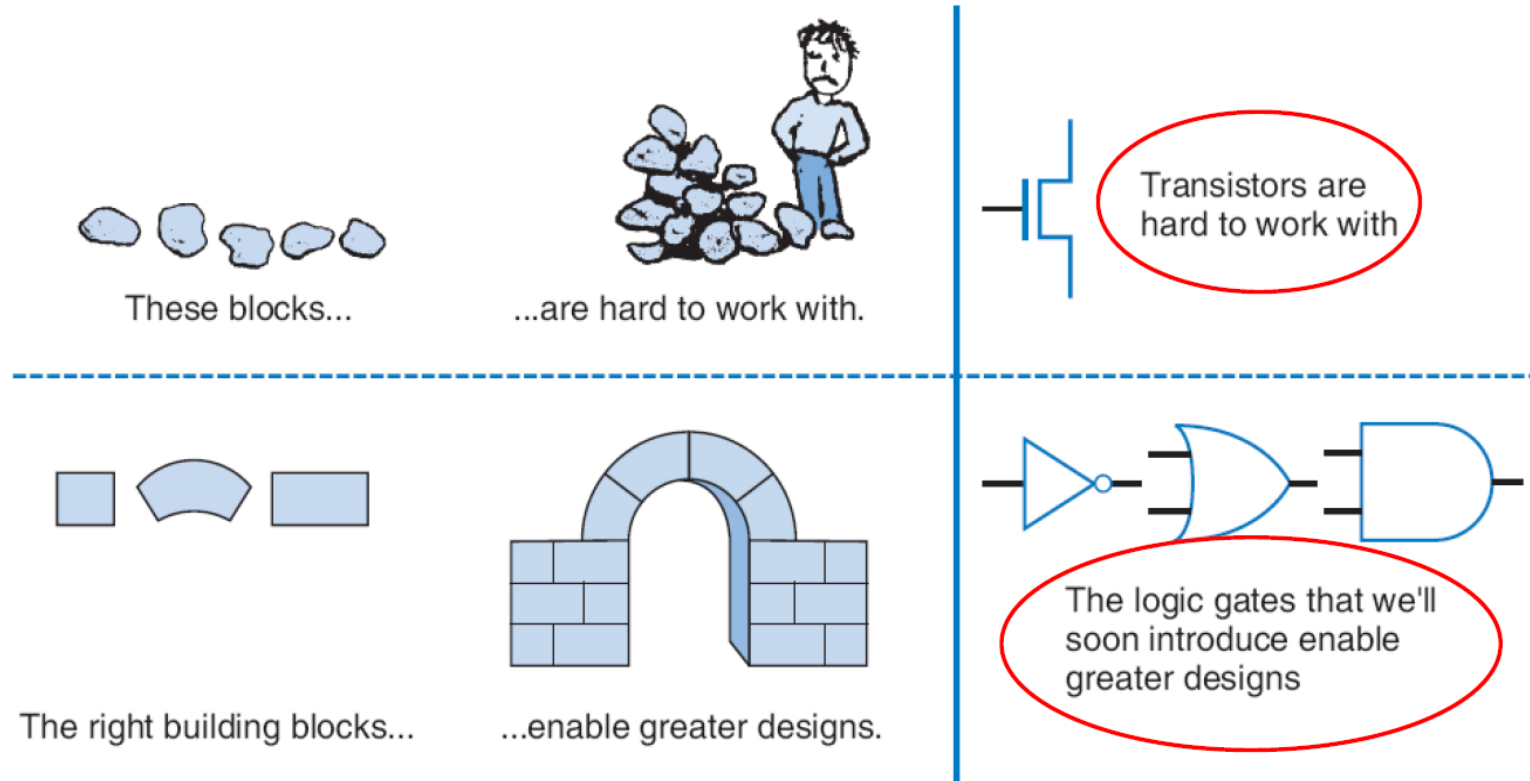 These blocks...
...are hard to work with.
Transistors are
hard to work with
The right building blocks...
...enable greater designs.
The logic gates that we'll
soon introduce enable
greater designs